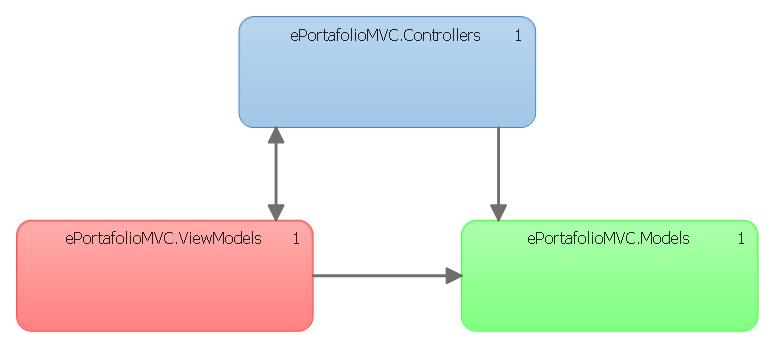 ePortafolioMVC.Controllers 1
ePortafolioMVC.ViewModels 1
ePortafolioMVC.Models 1